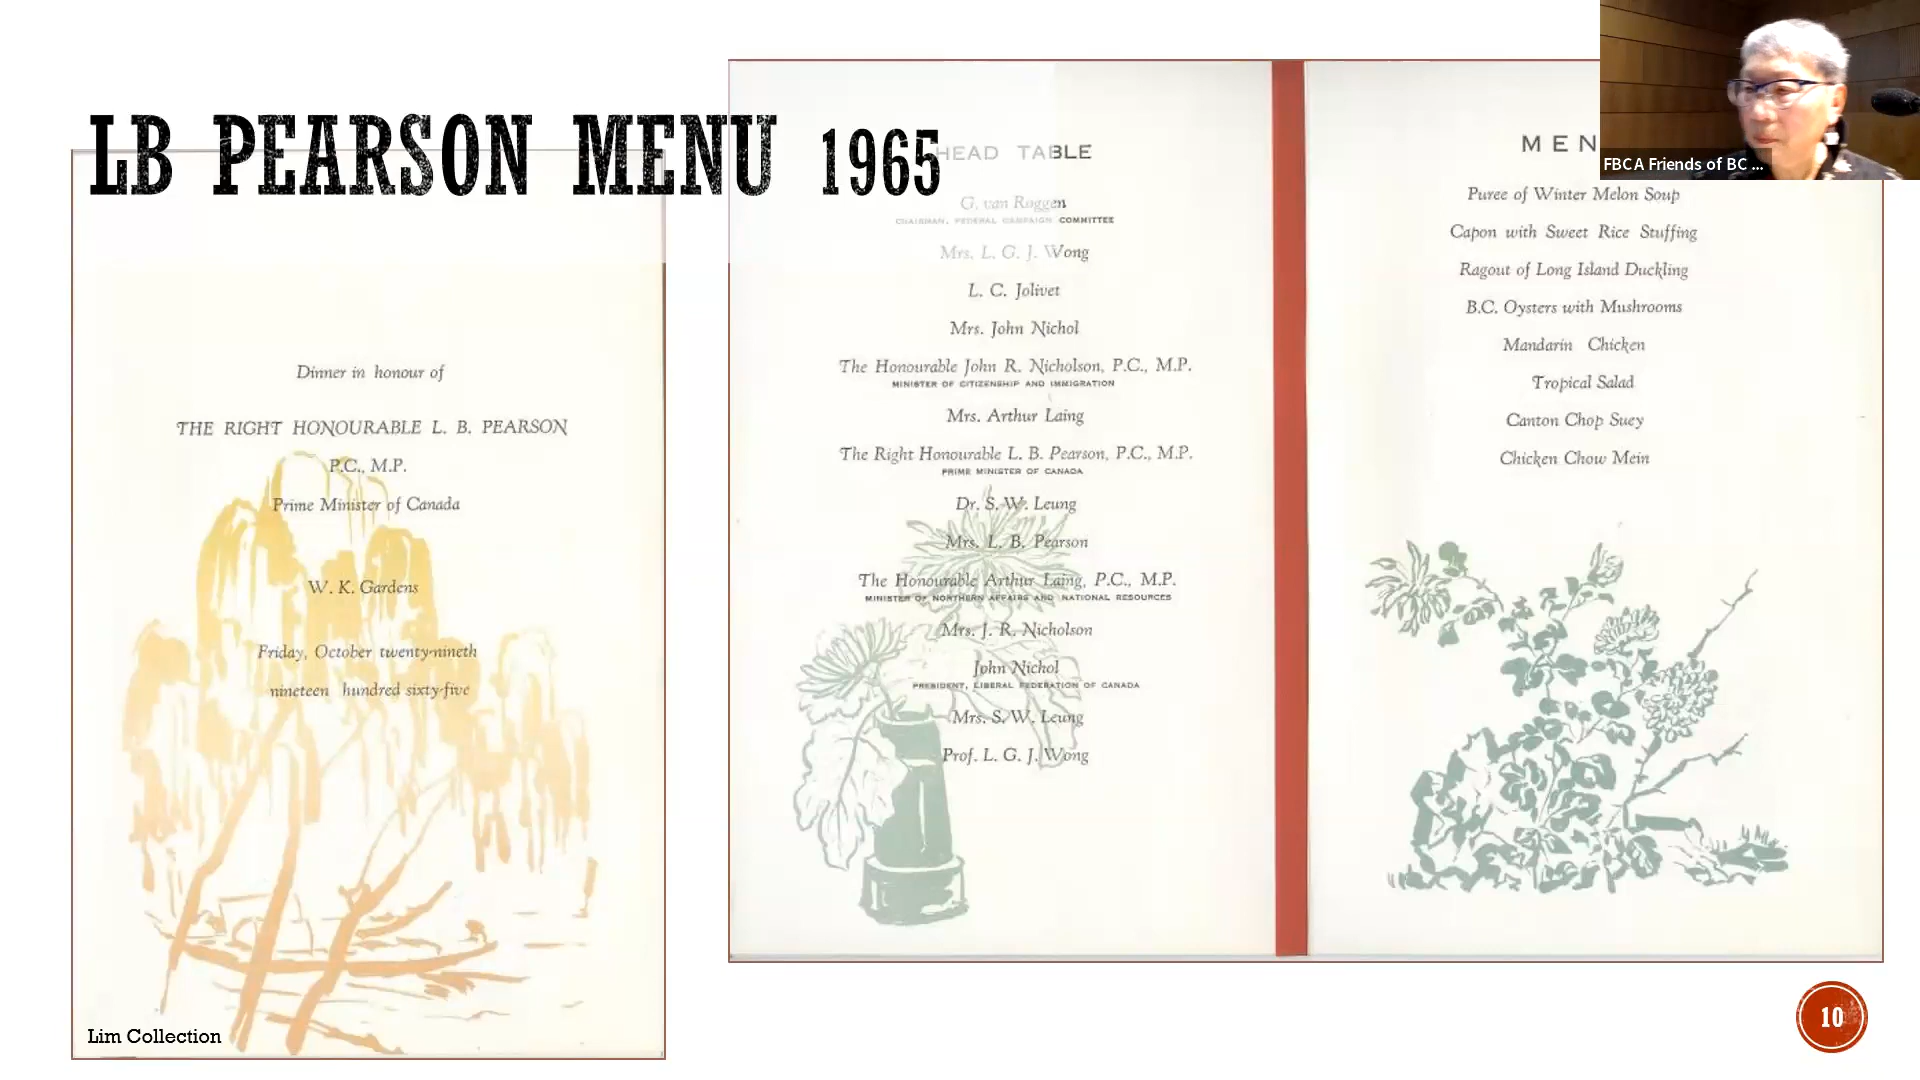 LB PEARSON MENU 1965
Dinner in honour of
THE RIGHT HONOURABLE L. B. PEARSON
P.C., M.P.
Prime Minister of Canada
W. K. Gardens
Friday, October twenty-nineth
nineteen hundred sixty-five
Lim Collection
HEAD TABLE
G. van Roggen
CHAIRMAN, FEDERAL CAMPAIGN COMMITTEE
Mrs. L. G. J. Wong
L. C. Jolivet
Mrs. John Nichol
The Honourable John R. Nicholson, P.C., M.P.
MINISTER OF CITIZENSHIP AND IMMIGRATION
Mrs. Arthur Laing
The Right Honourable L. B. Pearson, P.C., M.P.
PRIME MINISTER OF CANADA
Dr. S. W. Leung
Mrs. L. B. Pearson
The Honourable Arthur Laing, P.C., M.P.
MINISTER OF NORTHERN AFFAIRS AND NATIONAL RESOURCES
Mrs. J. R. Nicholson
John Nichol
PRESIDENT, LIBERAL FEDERATION OF CANADA
Mrs. S. W. Leung
Prof. L. G. J. Wong
MEN
Puree of Winter Melon Soup
Capon with Sweet Rice Stuffing
Ragout of Long Island Duckling
B.C. Oysters with Mushrooms
Mandarin Chicken
Tropical Salad
Canton Chop Suey
Chicken Chow Mein
FBCA Friends of BC ...
10